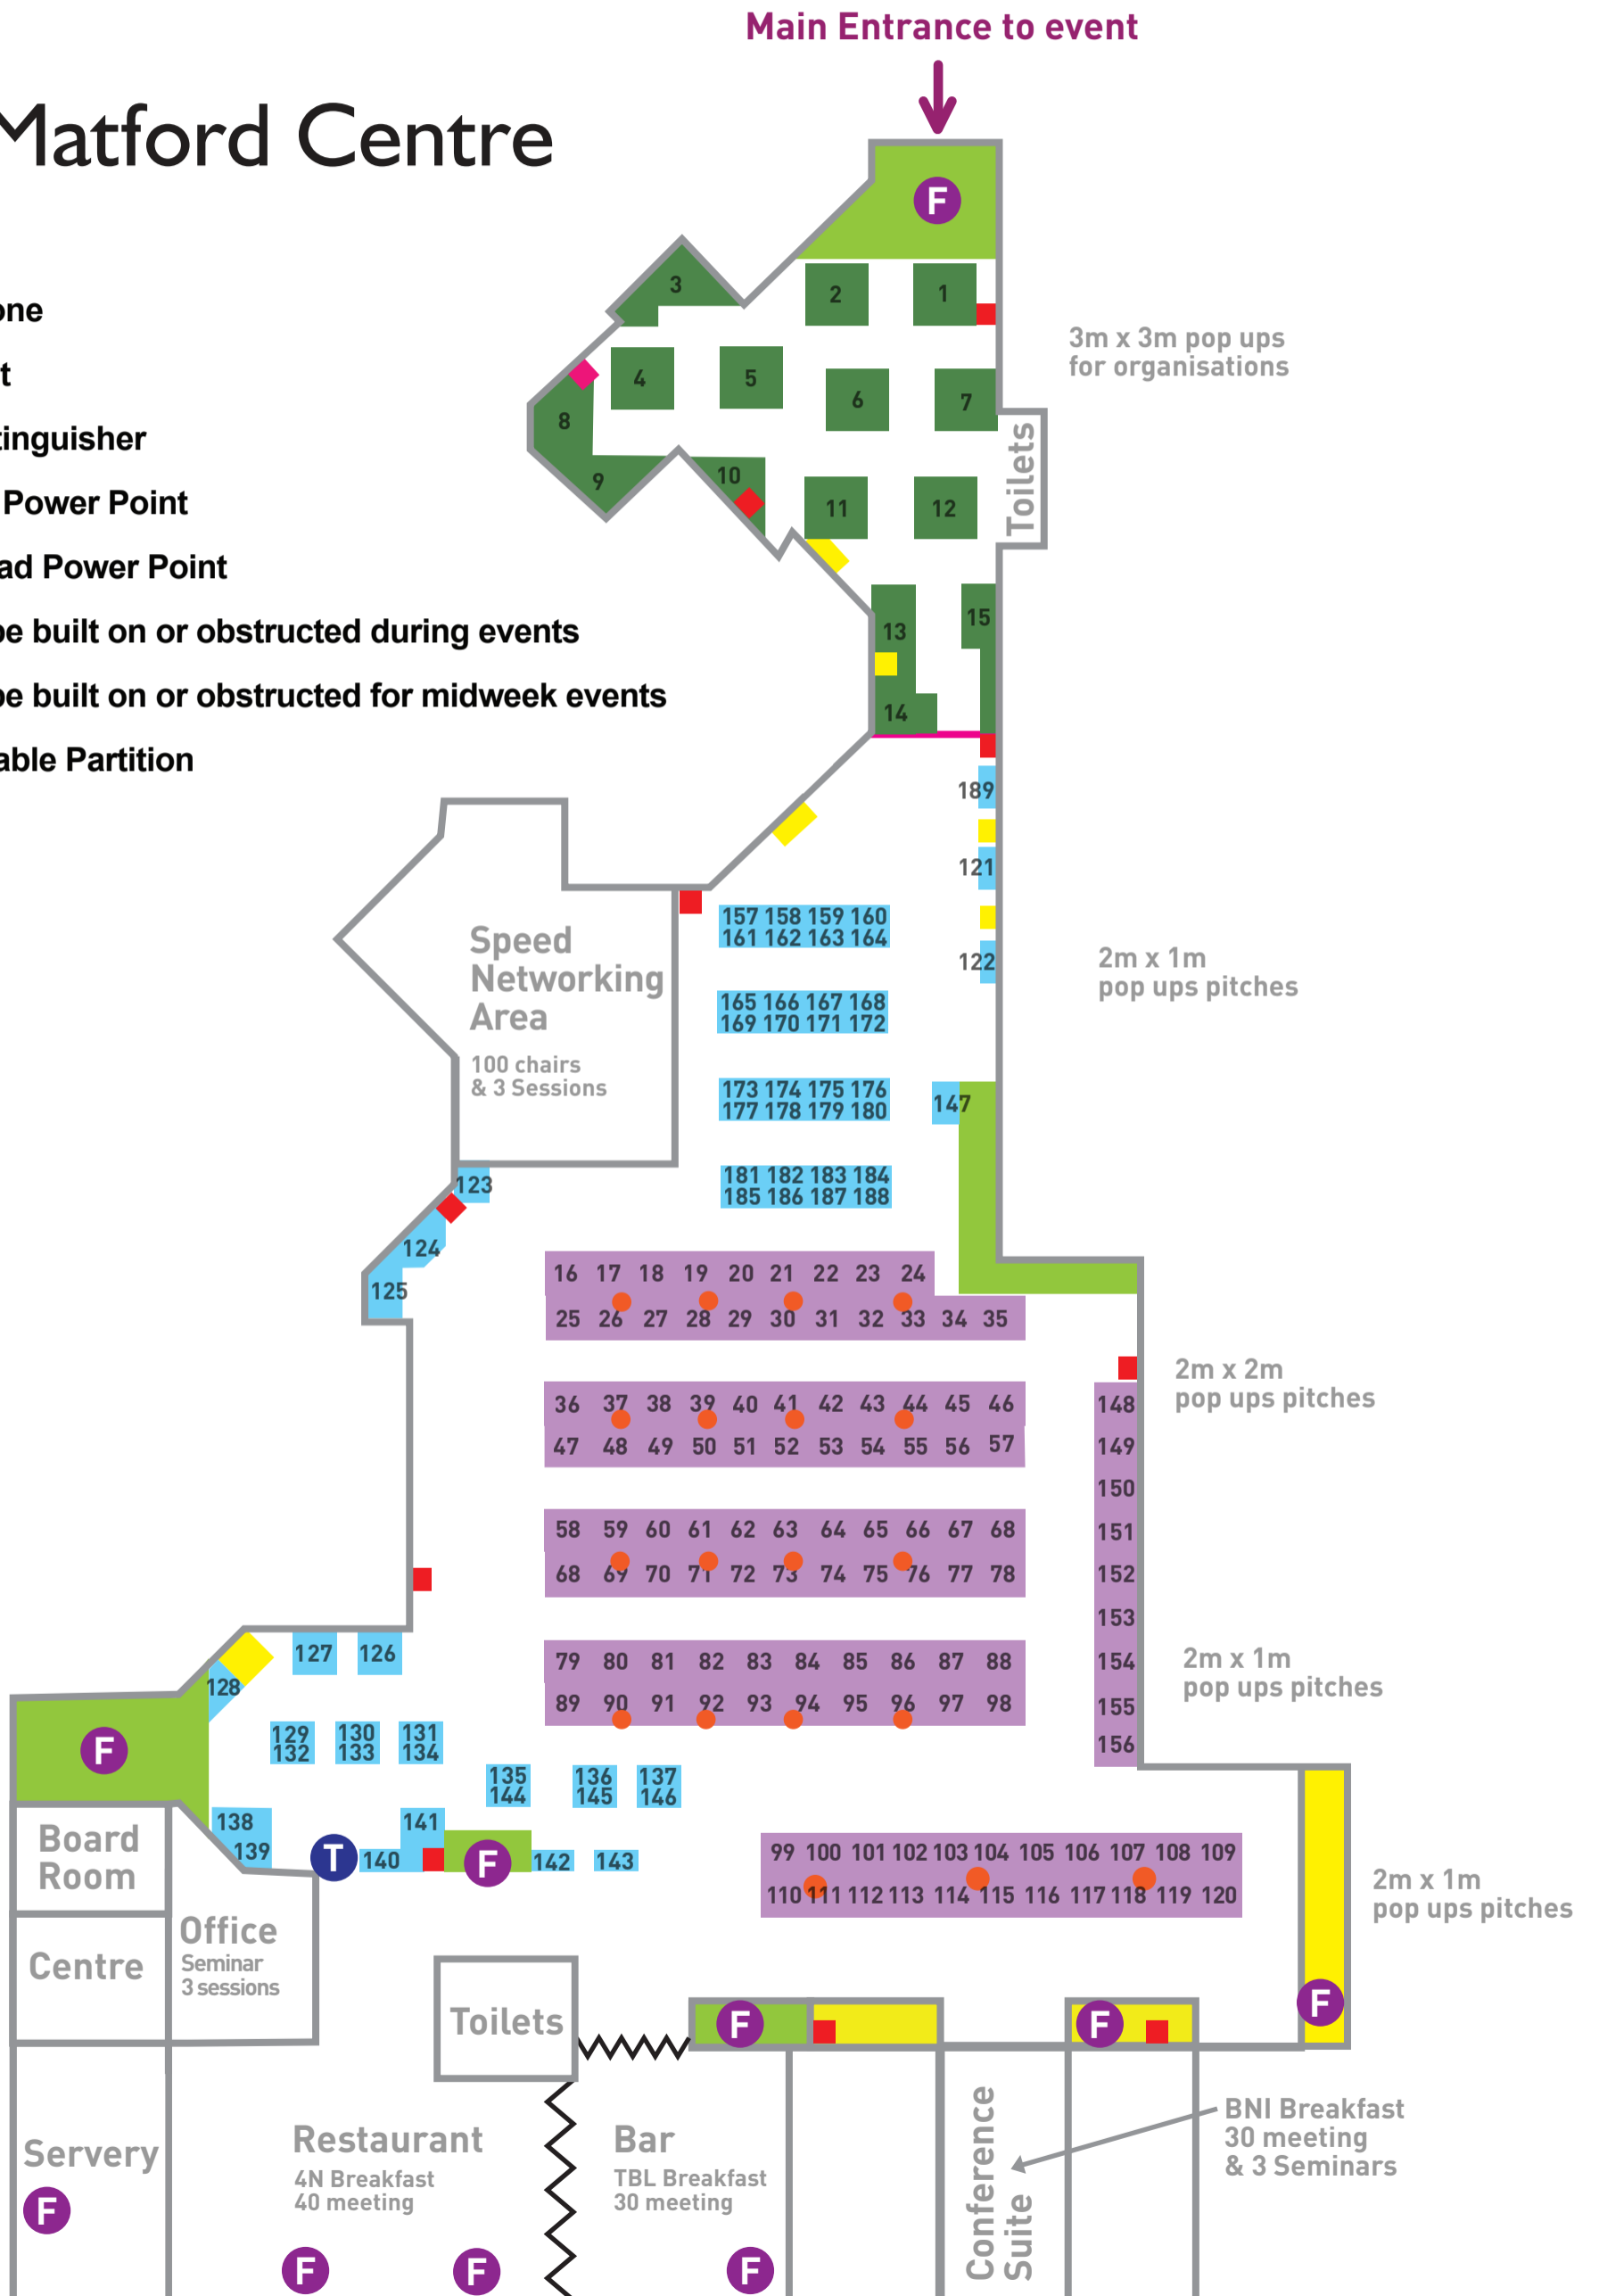 Main Entrance to event
Matford Centre
F
3
2
1
one
3m x 3m pop ups
for organisations
t
4
5
6
7
8
Toilets
tinguisher
9
10
11
12
Power Point
ad Power Point
be built on or obstructed during events
13
15
be built on or obstructed for midweek events
14
able Partition
189
121
157 158 159 160
161 162 163 164
Speed
Networking
Area
122
2m x 1m
pop ups pitches
165 166 167 168
169 170 171 172
100 chairs
& 3 Sessions
173 174 175 176
177 178 179 180
147
181 182 183 184
185 186 187 188
123
124
125
16 17 18 19 20 21 22 23 24
25 26 27 28 29 30 31 32 33 34 35
2m x 2m
pop ups pitches
36 37 38 39 40 41 42 43 44 45 46
47 48 49 50 51 52 53 54 55 56 57
148
149
150
151
152
153
154
155
156
58 59 60 61 62 63 64 65 66 67 68
68 69 70 71 72 73 74 75 76 77 78
2m x 1m
pop ups pitches
79 80 81 82 83 84 85 86 87 88
89 90 91 92 93 94 95 96 97 98
127 126
128
F
129 130 131
132 133 134
135 136 137
144 145 146
138
139
141
T
140
F
142
143
99 100 101 102 103 104 105 106 107 108 109
110 111 112 113 114 115 116 117 118 119 120
2m x 1m
pop ups pitches
Board
Room
Office
Seminar
3 sessions
Centre
Toilets
F
F
F
Servery
F
Restaurant
4N Breakfast
40 meeting
Bar
TBL Breakfast
30 meeting
Conference
Suite
BNI Breakfast
30 meeting
& 3 Seminars
F
F
F